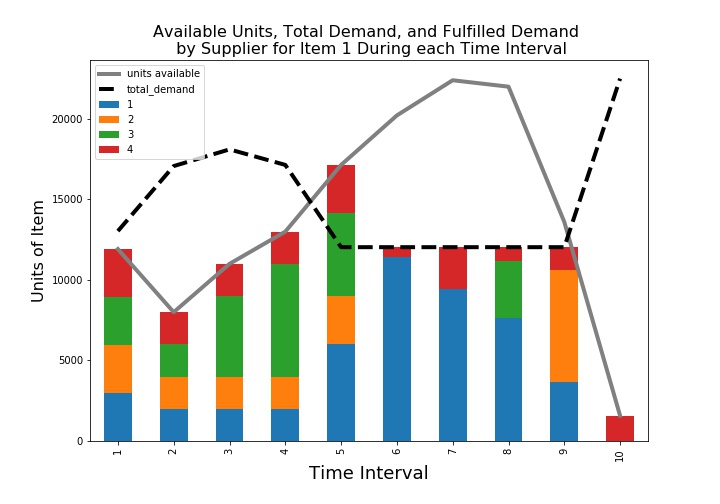 Available Units, Total Demand, and Fulfilled Demand
by Supplier for Item 1 During each Time Interval
units available
total_demand
1
2
3
4
20000
15000
10000
5000
0
Units of Item
1 2 3 4 5 6 7 8 9 10
Time Interval